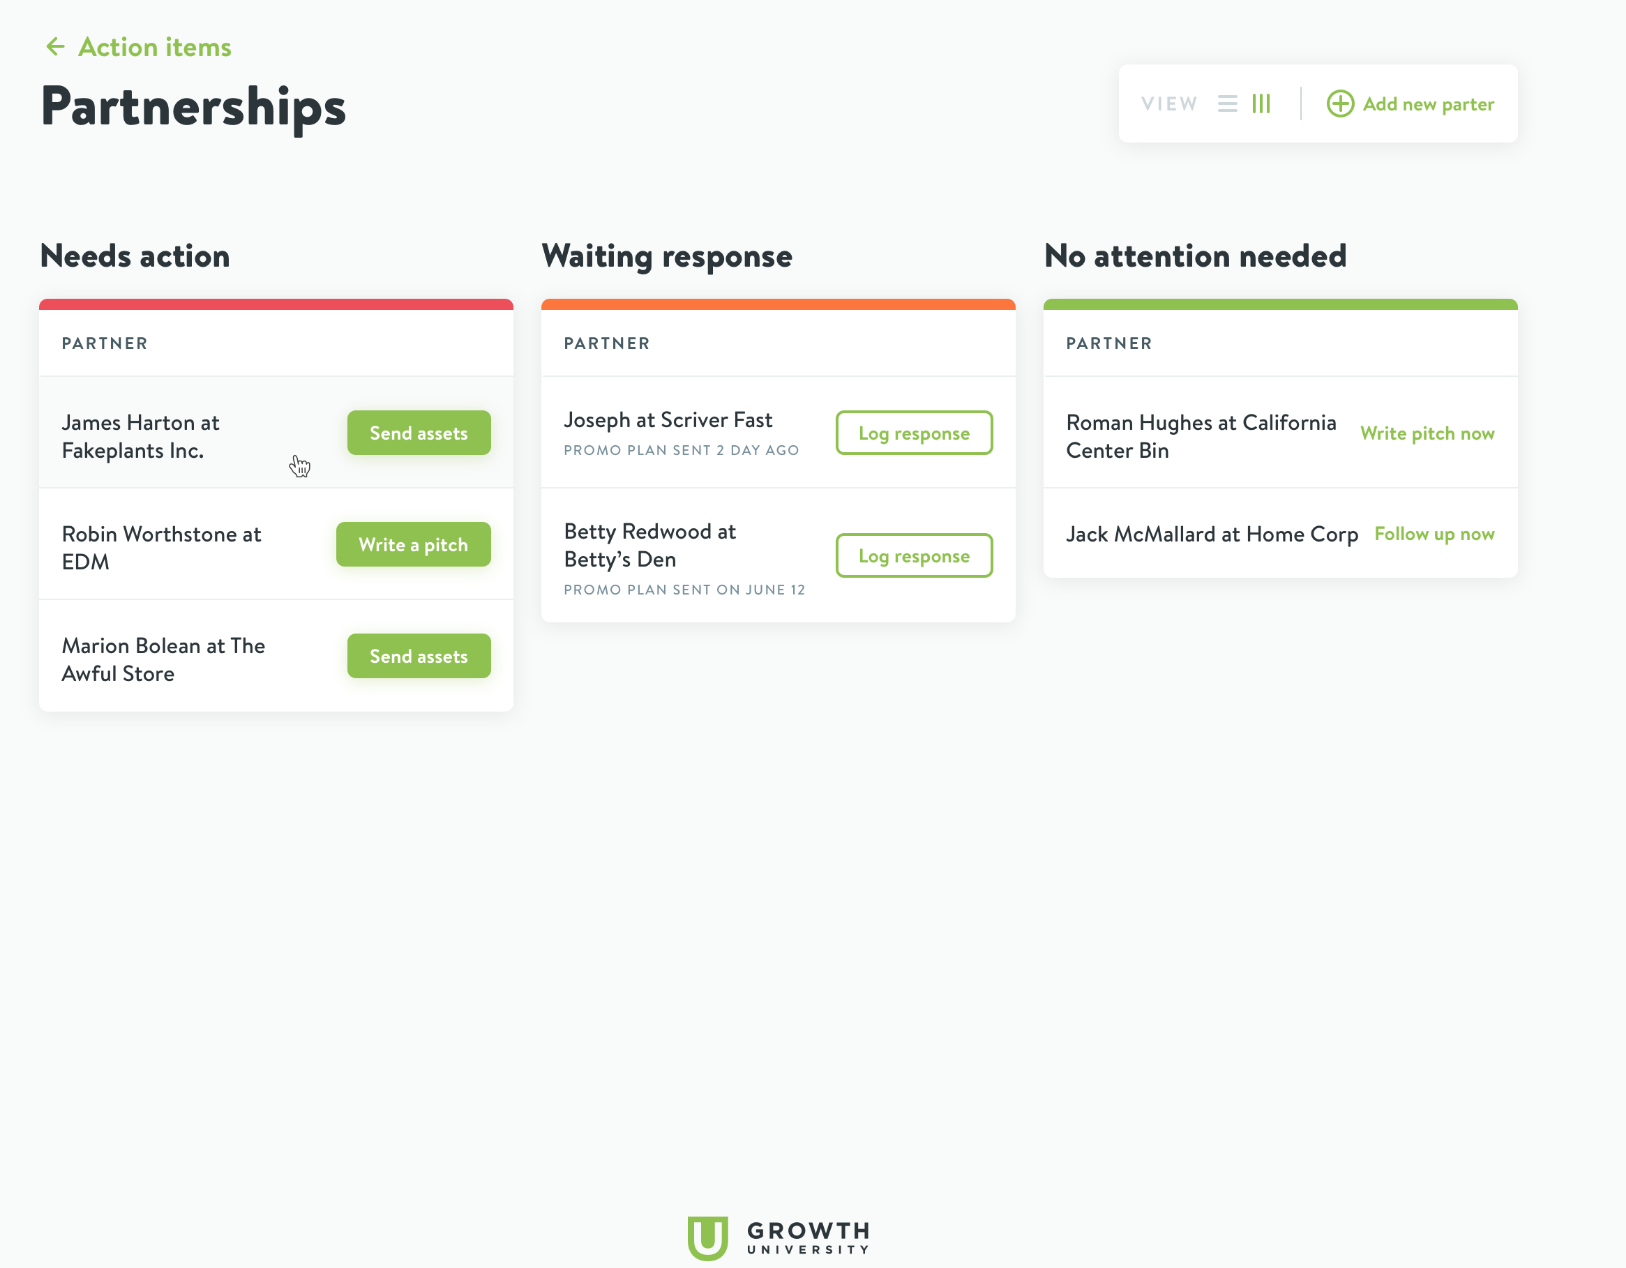 Action items
Partnerships
VIEW
Add new parter
Needs action
PARTNER
James Harton at
Fakeplants Inc.
Send assets
Robin Worthstone at
EDM
Write a pitch
Marion Bolean at The
Awful Store
Send assets
Waiting response
PARTNER
Joseph at Scriver Fast
PROMO PLAN SENT 2 DAY AGO
Log response
Betty Redwood at
Betty’s Den
PROMO PLAN SENT ON JUNE 12
Log response
No attention needed
PARTNER
Roman Hughes at California
Center Bin
Write pitch now
Jack McMallard at Home Corp
Follow up now
GROWTH
UNIVERSITY